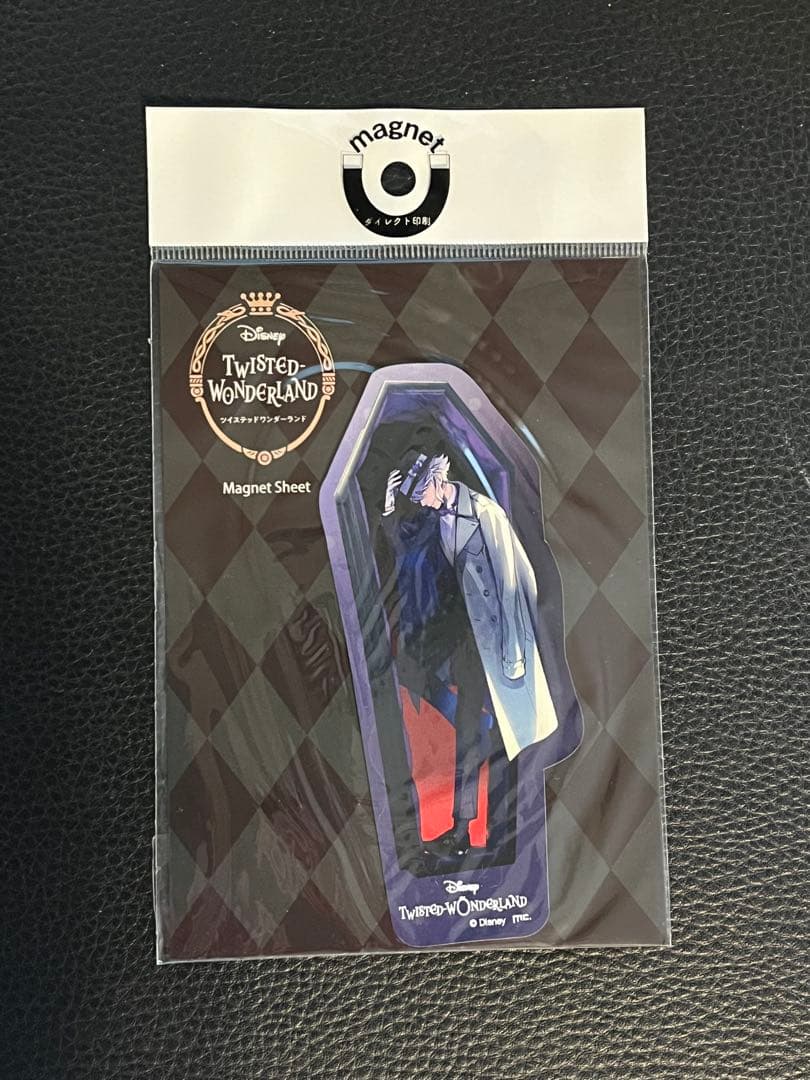 magnet
ダイレクト印刷
Disney
TWISTED-
WONDERLAND
ツイステッドワンダーランド
Magnet Sheet
Disney
TWISTED-WONDERLAND
© Disney MC.